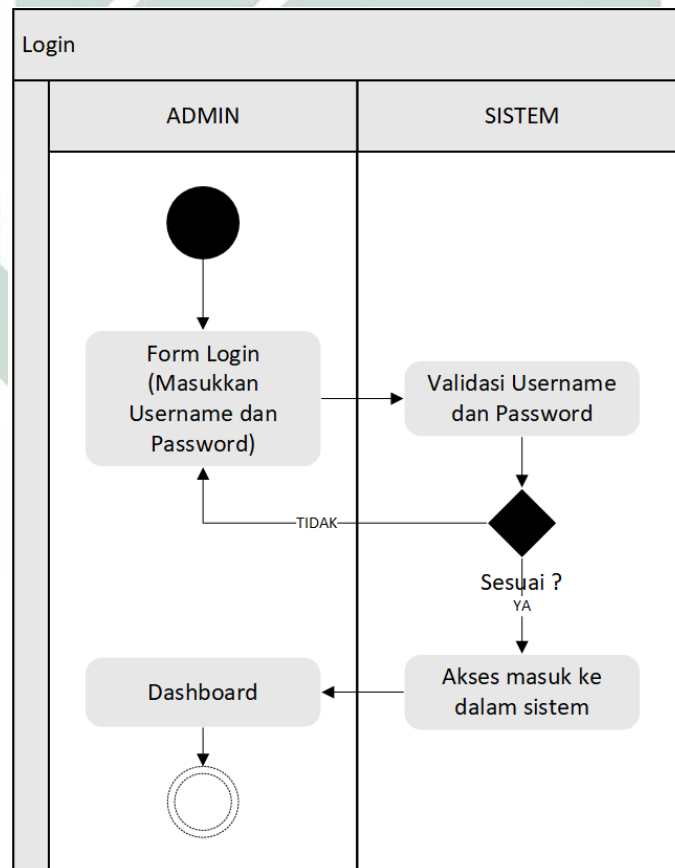 Login
ADMIN
SISTEM
Form Login
(Masukkan
Username dan
Password)
Validasi Username
dan Password
TIDAK
Sesuai ?
YA
Dashboard
Akses masuk ke
dalam sistem